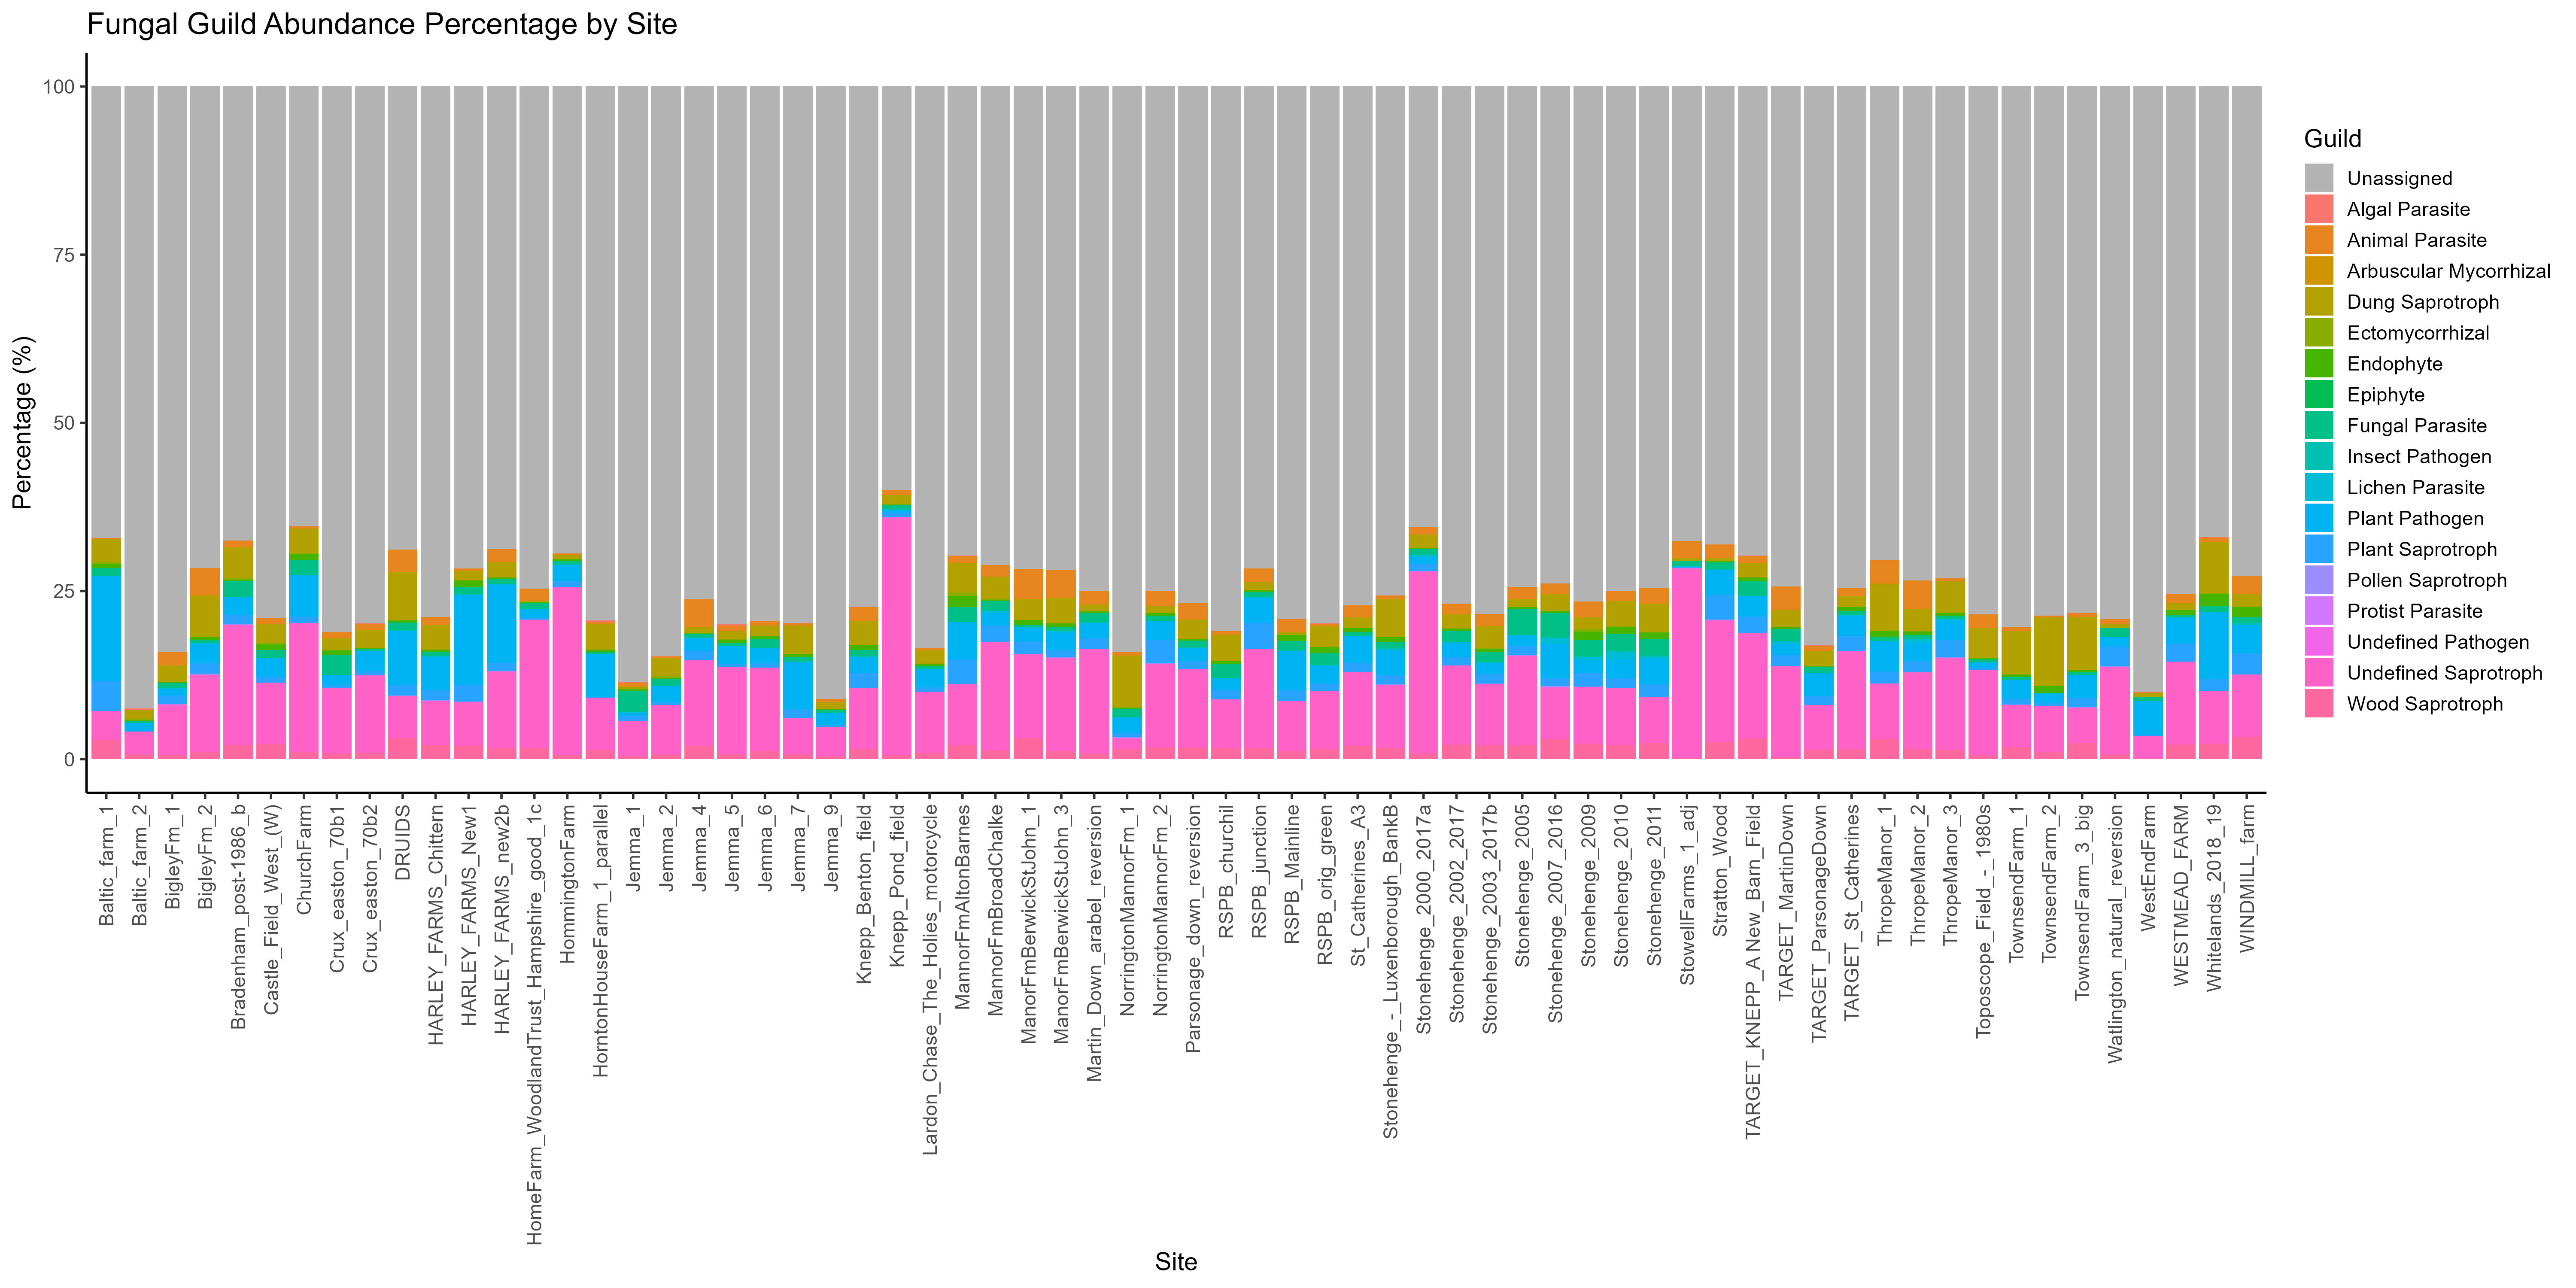 Fungal Guild Abundance Percentage by Site
Percentage (%)
100
75
50
25
0
Baltic_farm_1
Baltic_farm_2
BigleyFm_1
BigleyFm_2
Bradenham_post-1986_b
Castle_Field_West_(W)
ChurchFarm
Crux_easton_70b1
Crux_easton_70b2
DRUIDS
HARLEY_FARMS_Chittern
HARLEY_FARMS_New1
HARLEY_FARMS_new2b
HomeFarm_WoodlandTrust_Hampshire_good_1c
HommingtonFarm
HorntonHouseFarm_1_parallel
Jemma_1
Jemma_2
Jemma_4
Jemma_5
Jemma_6
Jemma_7
Jemma_9
Knepp_Benton_field
Knepp_Pond_field
Lardon_Chase_The_Holies_motorcycle
MannorFmAltonBarnes
MannorFmBroadChalke
ManorFmBerwickStJohn_1
ManorFmBerwickStJohn_3
Martin_Down_arabel_reversion
NorringtonMannorFm_1
NorringtonMannorFm_2
Parsonage_down_reversion
RSPB_churchil
RSPB_junction
RSPB_Mainline
RSPB_orig_green
St_Catherines_A3
Stonehenge_-_Luxenborough_BankB
Stonehenge_2000_2017a
Stonehenge_2002_2017
Stonehenge_2003_2017b
Stonehenge_2005
Stonehenge_2007_2016
Stonehenge_2009
Stonehenge_2010
Stonehenge_2011
StowellFarms_1_adj
Stratton_Wood
TARGET_KNEPP_A New_Barn_Field
TARGET_MartinDown
TARGET_ParsonageDown
TARGET_St_Catherines
ThropeManor_1
ThropeManor_2
ThropeManor_3
Toposcope_Field_-_1980s
TownsendFarm_1
TownsendFarm_2
TownsendFarm_3_big
Watlington_natural_reversion
WestEndFarm
WESTMEAD_FARM
Whitelands_2018_19
WINDMILL_farm
Site
Guild
Unassigned
Algal Parasite
Animal Parasite
Arbuscular Mycorrhizal
Dung Saprotroph
Ectomycorrhizal
Endophyte
Epiphyte
Fungal Parasite
Insect Pathogen
Lichen Parasite
Plant Pathogen
Plant Saprotroph
Pollen Saprotroph
Protist Parasite
Undefined Pathogen
Undefined Saprotroph
Wood Saprotroph